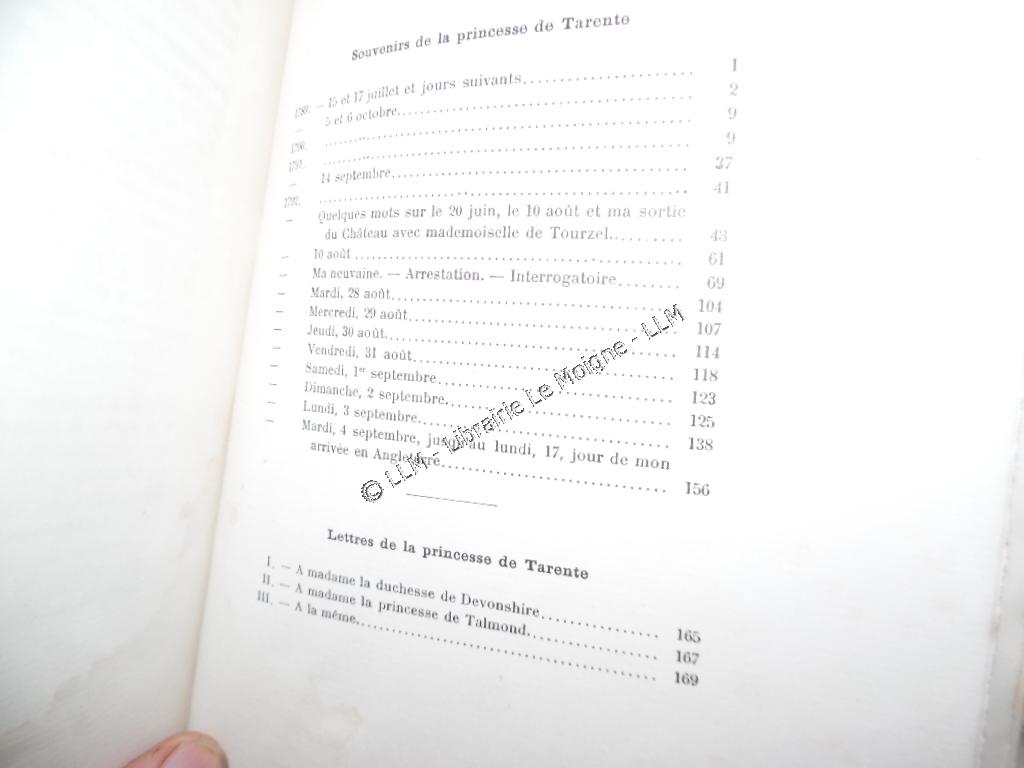 Souvenirs de la princesse de Tarente
1789. — 15 et 17 juillet et jours suivants.................... 1
— 5 et 6 octobre.................... 2
1790. .................... 9
1791. .................... 9
— 14 septembre.................... 37
1792. .................... 41
— Quelques mots sur le 20 juin, le 10 août et ma sortie
du Château avec mademoiselle de Tourzel.......... 43
— 10 août .................... 61
— Ma neuvaine. — Arrestation. — Interrogatoire........ 69
— Mardi, 28 août.................... 104
— Mercredi, 29 août.................... 107
— Jeudi, 30 août.................... 114
— Vendredi, 31 août.................... 118
— Samedi, 1er septembre.................... 123
— Dimanche, 2 septembre.................... 125
— Lundi, 3 septembre.................... 138
— Mardi, 4 septembre, jusqu'au lundi, 17, jour de mon
arrivée en Angleterre.................... 156
Lettres de la princesse de Tarente
I. — A madame la duchesse de Devonshire............... 165
II. — A madame la princesse de Talmond................ 167
III. — A la même.................... 169
© LLM - Librairie Le Moigne - LLM